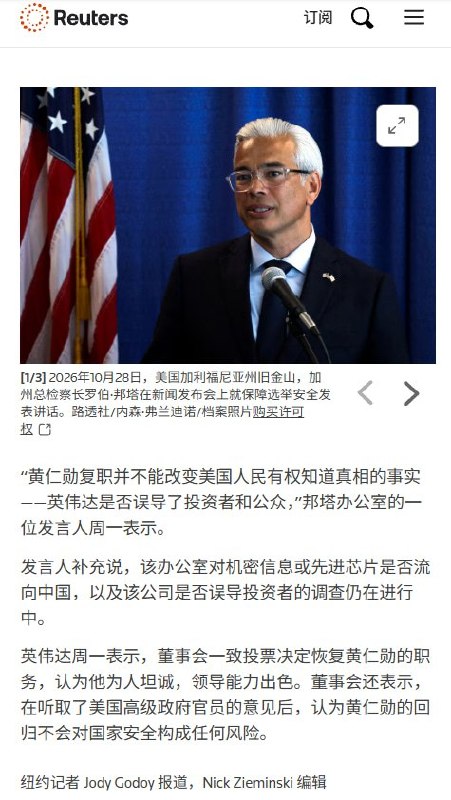 Reuters
订阅
[1/3] 2026年10月28日，美国加利福尼亚州旧金山，加
州总检察长罗伯·邦塔在新闻发布会上就保障选举安全发
表讲话。路透社/内森·弗兰迪诺/档案照片购买许可
权
“黄仁勋复职并不能改变美国人民有权知道真相的事实
——英伟达是否误导了投资者和公众，”邦塔办公室的一
位发言人周一表示。
发言人补充说，该办公室对机密信息或先进芯片是否流
向中国，以及该公司是否误导投资者的调查仍在进行
中。
英伟达周一表示，董事会一致投票决定恢复黄仁勋的职
务，认为他为人坦诚，领导能力出色。董事会还表示，
在听取了美国高级政府官员的意见后，认为黄仁勋的回
归不会对国家安全构成任何风险。
纽约记者 Jody Godoy 报道，Nick Zieminski 编辑